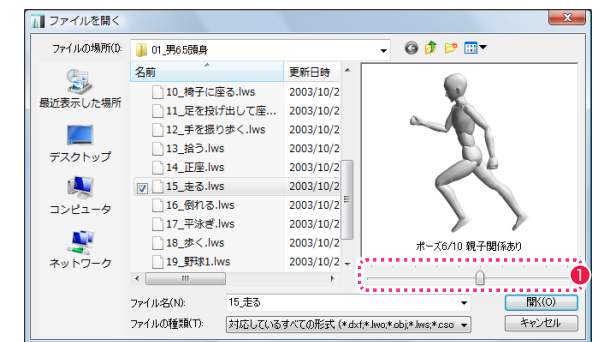 ファイルを開く
ファイルの場所(I):
01_男6.5頭身
最近表示した場所
デスクトップ
コンピュータ
ネットワーク
名前
更新日時
10_椅子に座る.lws
2003/10/2
11_足を投げ出して座...
2003/10/2
12_手を振り歩く.lws
2003/10/2
13_拾う.lws
2003/10/2
14_正座.lws
2003/10/2
15_走る.lws
2003/10/2
16_倒れる.lws
2003/10/2
17_平泳ぎ.lws
2003/10/2
18_歩く.lws
2003/10/2
19_野球1.lws
2003/10/2
ポーズ6/10 親子関係あり
1
ファイル名(N):
15_走る
開く(O)
ファイルの種類(T):
対応しているすべての形式 (*.dxf;*.lwo;*.obj;*.lws;*.cso
キャンセル